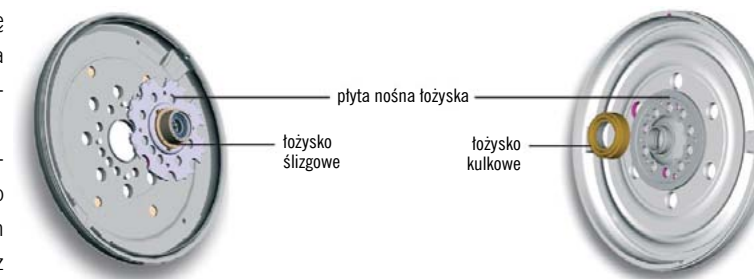 ę
a
-
płyta nośna łożyska
łożysko
ślizgowe
łożysko
kulkowe
-
o
n
z